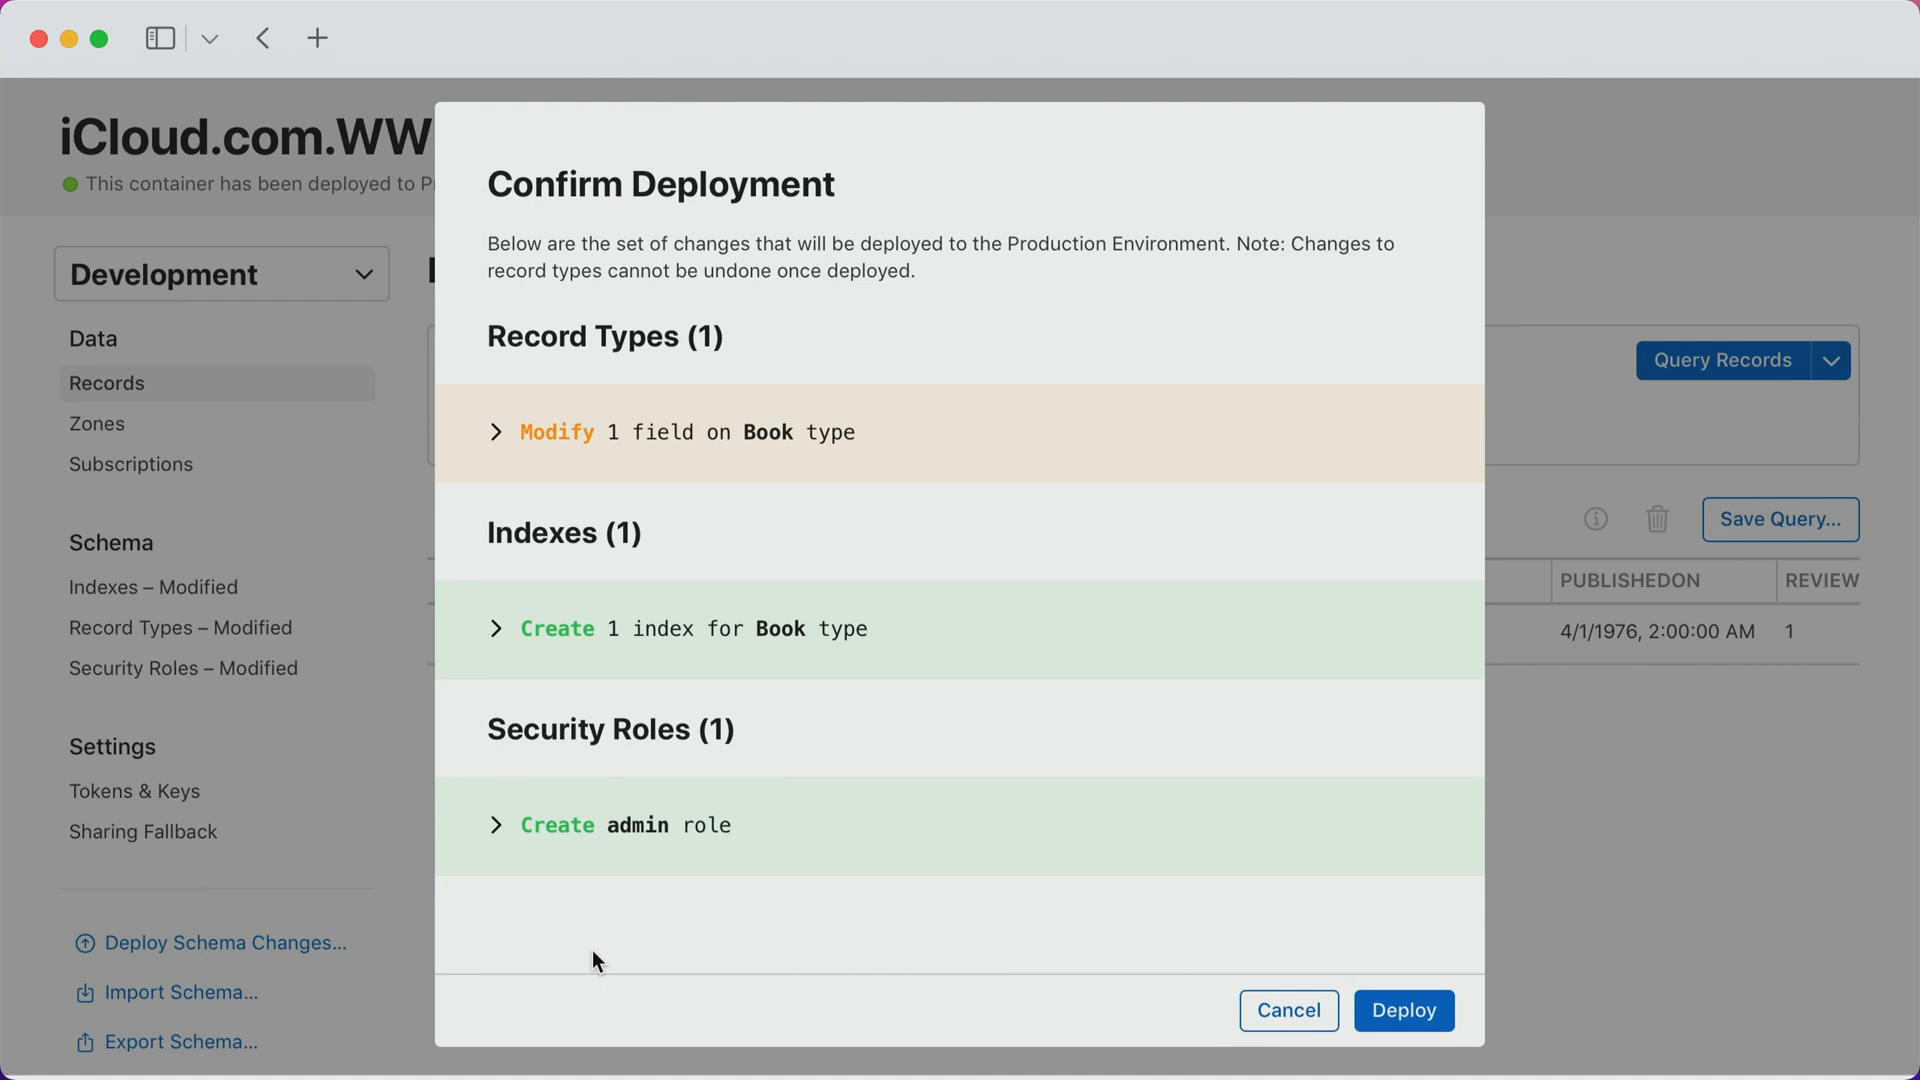 iCloud.com.WW
This container has been deployed to
Development
Data
Records
Zones
Subscriptions
Schema
Indexes – Modified
Record Types – Modified
Security Roles – Modified
Settings
Tokens & Keys
Sharing Fallback
Deploy Schema Changes...
Import Schema...
Export Schema...
Confirm Deployment
Below are the set of changes that will be deployed to the Production Environment. Note: Changes to
record types cannot be undone once deployed.
Record Types (1)
Modify 1 field on Book type
Indexes (1)
Create 1 index for Book type
Security Roles (1)
Create admin role
Cancel Deploy
Query Records
Save Query...
PUBLISHEDON REVIEW
4/1/1976, 2:00:00 AM 1